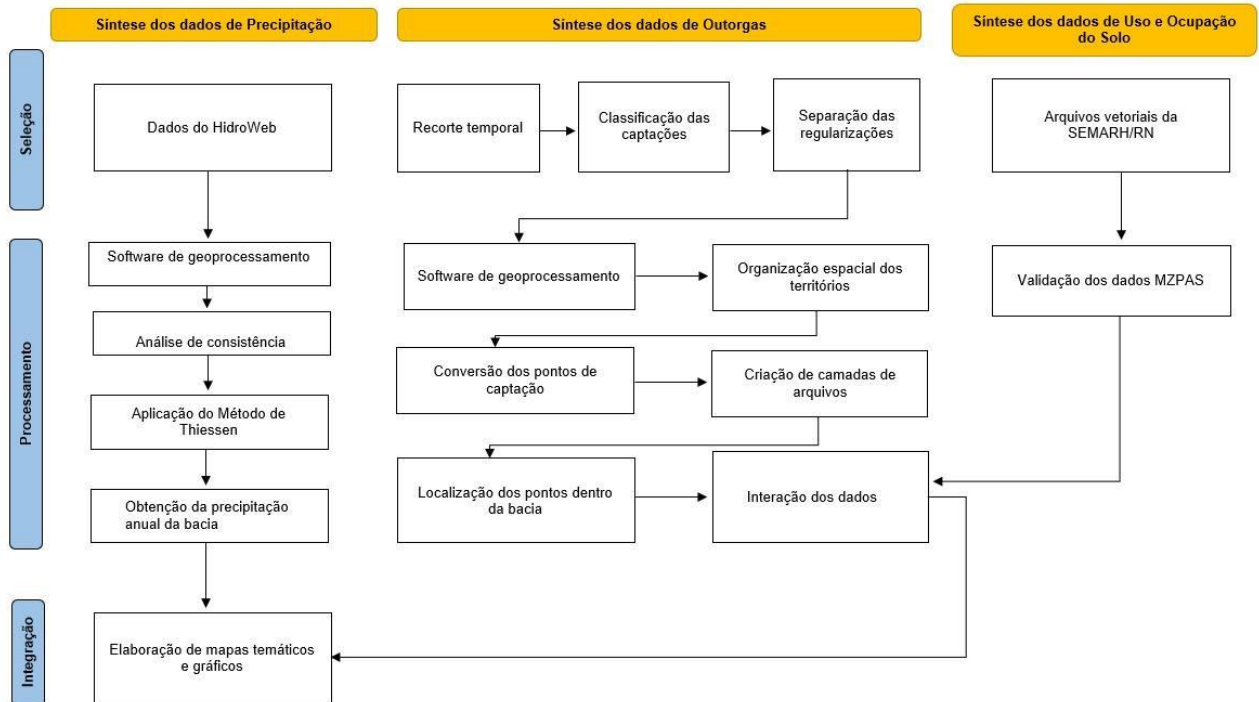 Síntese dos dados de Precipitação
Síntese dos dados de Outorgas
Síntese dos dados de Uso e Ocupação
do Solo
Seleção
Dados do HidroWeb
Recorte temporal
Classificação das
captações
Separação das
regularizações
Arquivos vetoriais da
SEMARH/RN
Processamento
Software de geoprocessamento
Análise de consistência
Aplicação do Método de
Thiessen
Obtenção da precipitação
anual da bacia
Software de geoprocessamento
Organização espacial dos
territórios
Conversão dos pontos de
captação
Criação de camadas de
arquivos
Localização dos pontos dentro
da bacia
Interação dos dados
Validação dos dados MZPAS
Integração
Elaboração de mapas temáticos
e gráficos